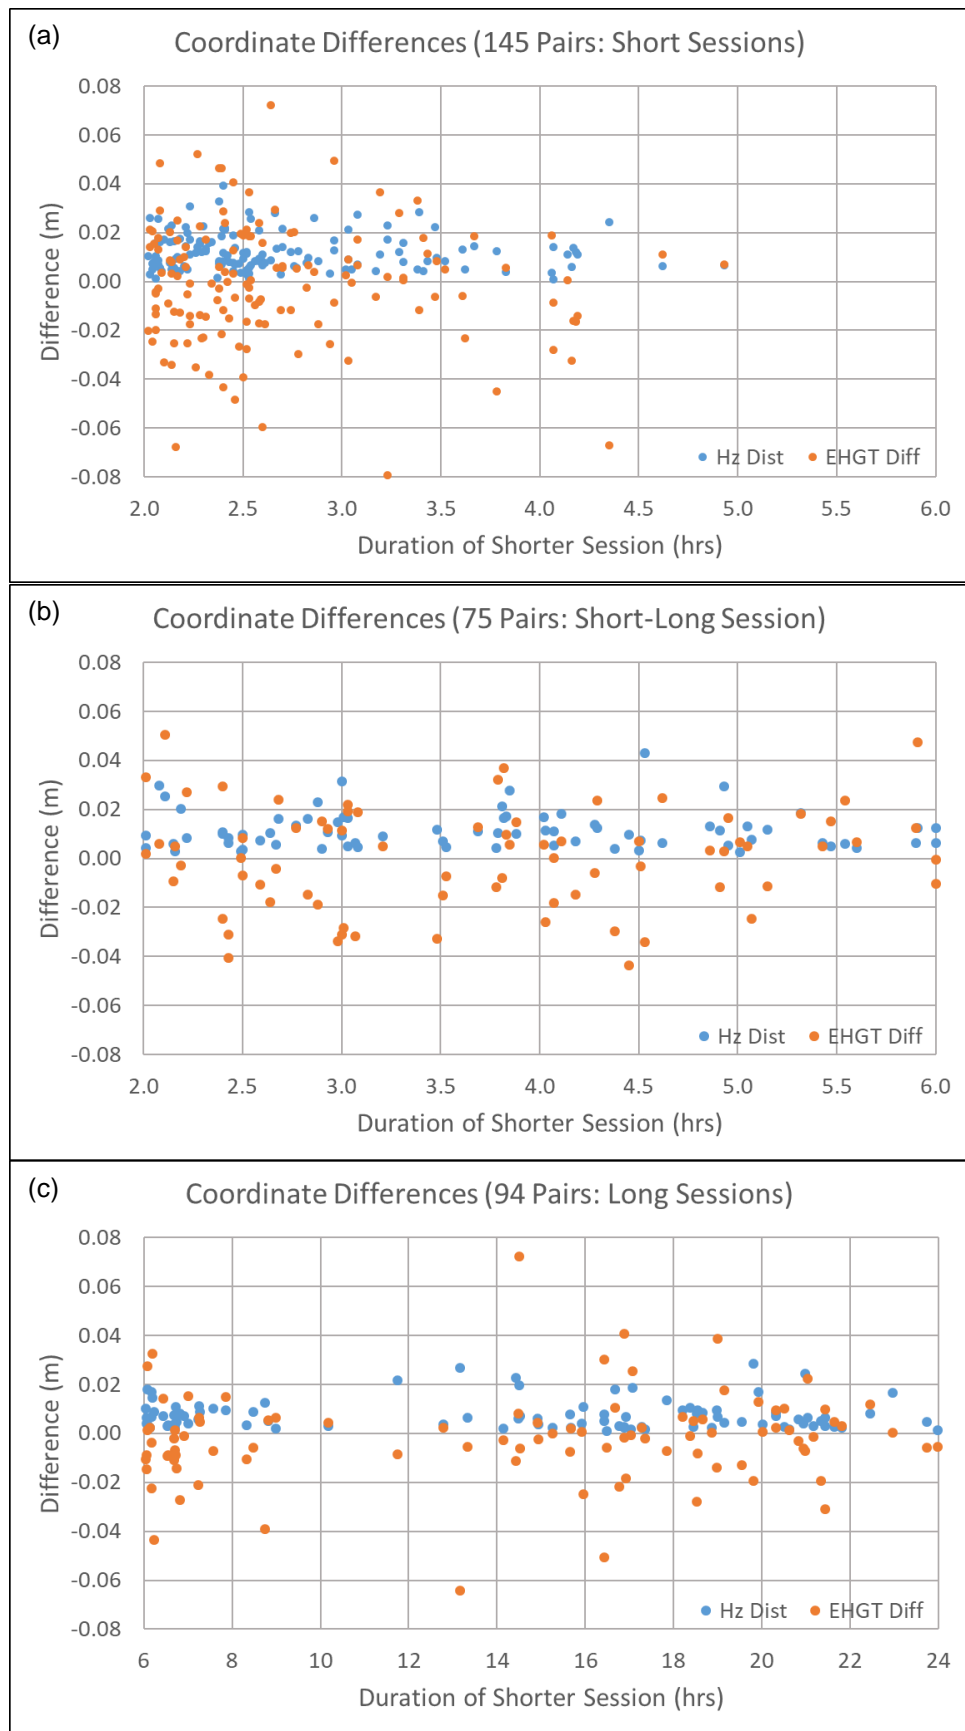 (a)
Coordinate Differences (145 Pairs: Short Sessions)
0.08
0.06
0.04
0.02
0.00
-0.02
-0.04
-0.06
-0.08
Difference (m)
Hz Dist EHGT Diff
2.0 2.5 3.0 3.5 4.0 4.5 5.0 5.5 6.0
Duration of Shorter Session (hrs)
(b)
Coordinate Differences (75 Pairs: Short-Long Session)
0.08
0.06
0.04
0.02
0.00
-0.02
-0.04
-0.06
-0.08
Difference (m)
Hz Dist EHGT Diff
2.0 2.5 3.0 3.5 4.0 4.5 5.0 5.5 6.0
Duration of Shorter Session (hrs)
(c)
Coordinate Differences (94 Pairs: Long Sessions)
0.08
0.06
0.04
0.02
0.00
-0.02
-0.04
-0.06
-0.08
Difference (m)
Hz Dist EHGT Diff
6 8 10 12 14 16 18 20 22 24
Duration of Shorter Session (hrs)